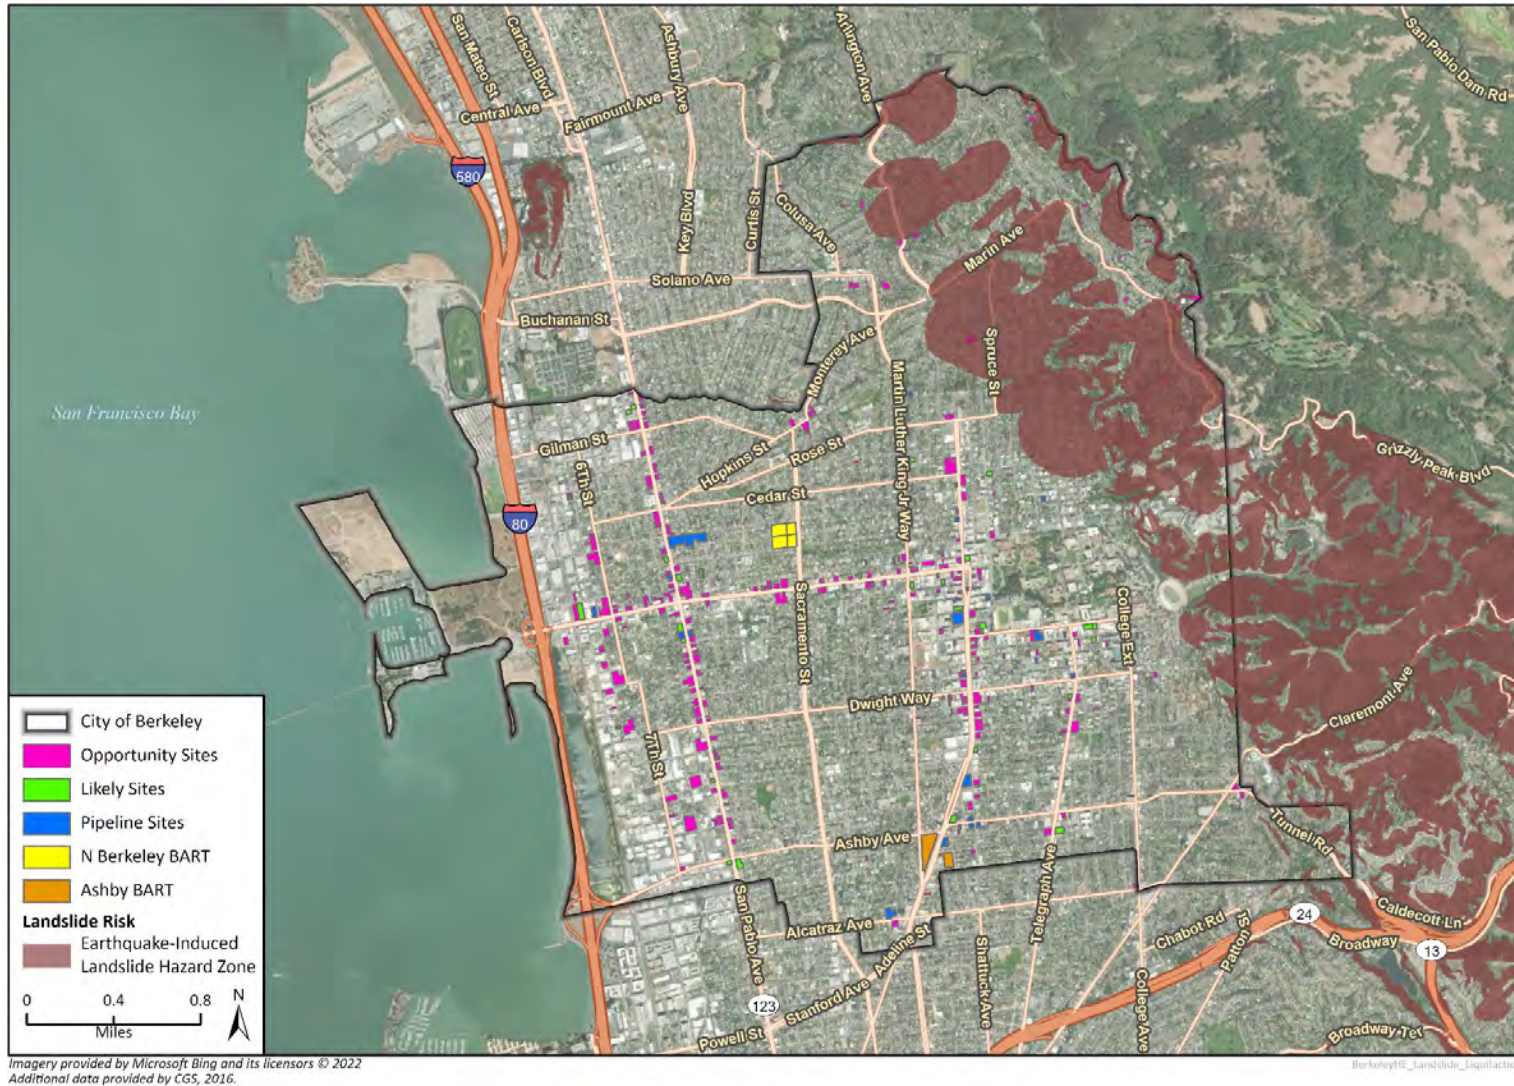 San Pablo Dam Rd
Arlington Ave
Ashbury Ave
Carlson Blvd
San Mateo St
Central Ave
Fairmount Ave
580
Key Blvd
Curtis St
Colusa Ave
Marin Ave
Solano Ave
Buchanan St
Monterey Ave
Spruce St
Martin Luther King Jr Way
San Francisco Bay
Gilman St
6Th St
Hopkins St
Rose St
Cedar St
Grizzly Peak Blvd
80
Sacramento St
College Ext
Dwight Way
Claremont Ave
7Th St
Ashby Ave
Tunnel Rd
Telegraph Ave
San Pablo Ave
Alcatraz Ave
Adeline St
Shattuck Ave
Chabot Rd
Patton St
24
Caldecott Ln
Broadway
13
College Ave
123
Stanford Ave
Powell St
Broadway Ter
City of Berkeley
Opportunity Sites
Likely Sites
Pipeline Sites
N Berkeley BART
Ashby BART
Landslide Risk
Earthquake-Induced
Landslide Hazard Zone
0 0.4 0.8
Miles
N
Imagery provided by Microsoft Bing and its licensors © 2022
Additional data provided by CGS, 2016.